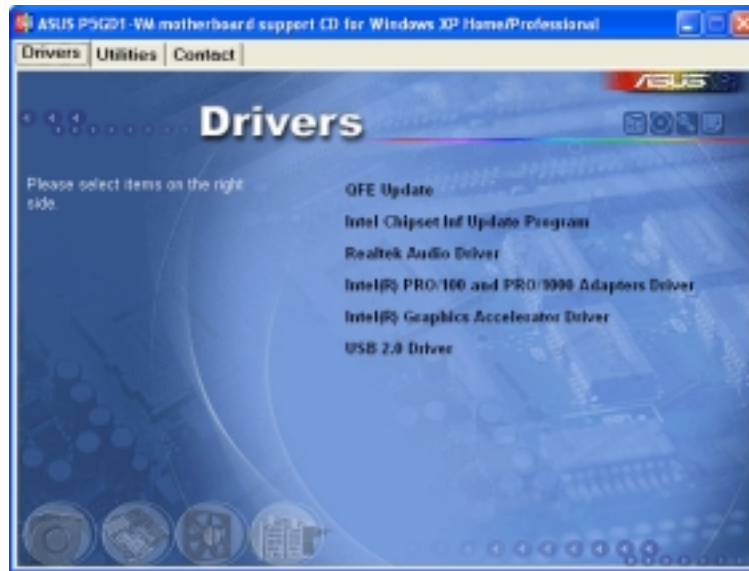 ASUS P5GD1-VM motherboard support CD for Windows XP Home/Professional
Drivers Utilities Contact
ASUS
Drivers
Please select items on the right
side.
QFE Update
Intel Chipset Inf Update Program
Realtek Audio Driver
Intel(R) PRO/100 and PRO/1000 Adapters Driver
Intel(R) Graphics Accelerator Driver
USB 2.0 Driver